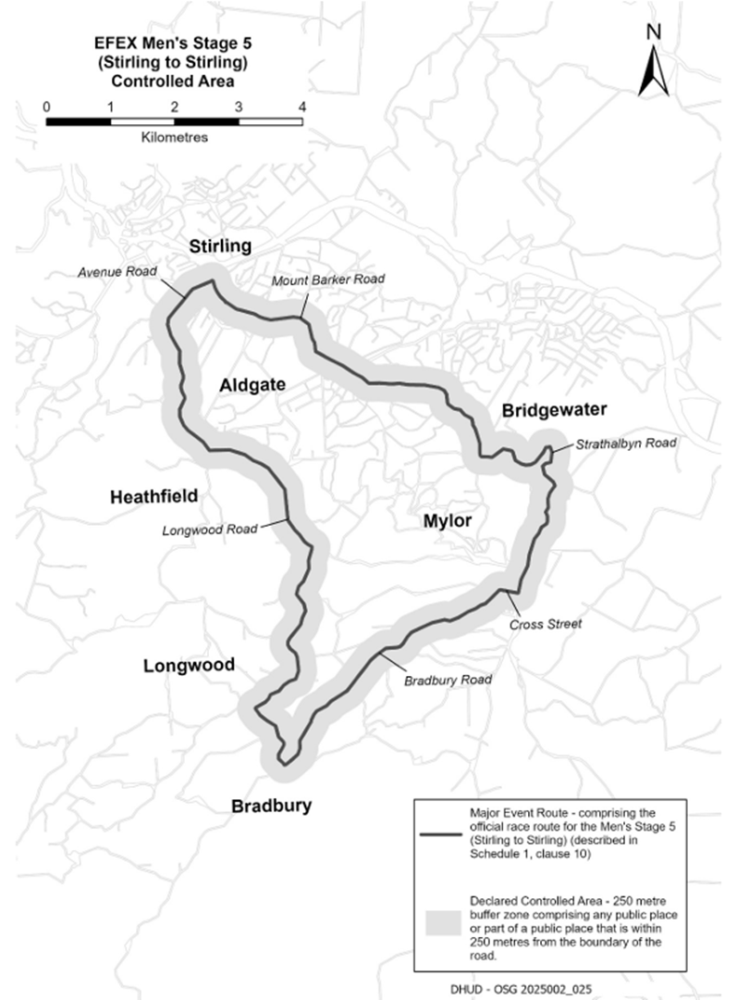 EFEX Men's Stage 5
(Stirling to Stirling)
Controlled Area
N
0 1 2 3 4
Kilometres
Stirling
Avenue Road
Mount Barker Road
Aldgate
Bridgewater
Strathalbyn Road
Heathfield
Mylor
Longwood Road
Cross Street
Longwood
Bradbury Road
Bradbury
Major Event Route - comprising the
official race route for the Men's Stage 5
(Stirling to Stirling) (described in
Schedule 1, clause 10)
Declared Controlled Area - 250 metre
buffer zone comprising any public place
or part of a public place that is within
250 metres from the boundary of the
road.
DHUD - OSG 2025002_025